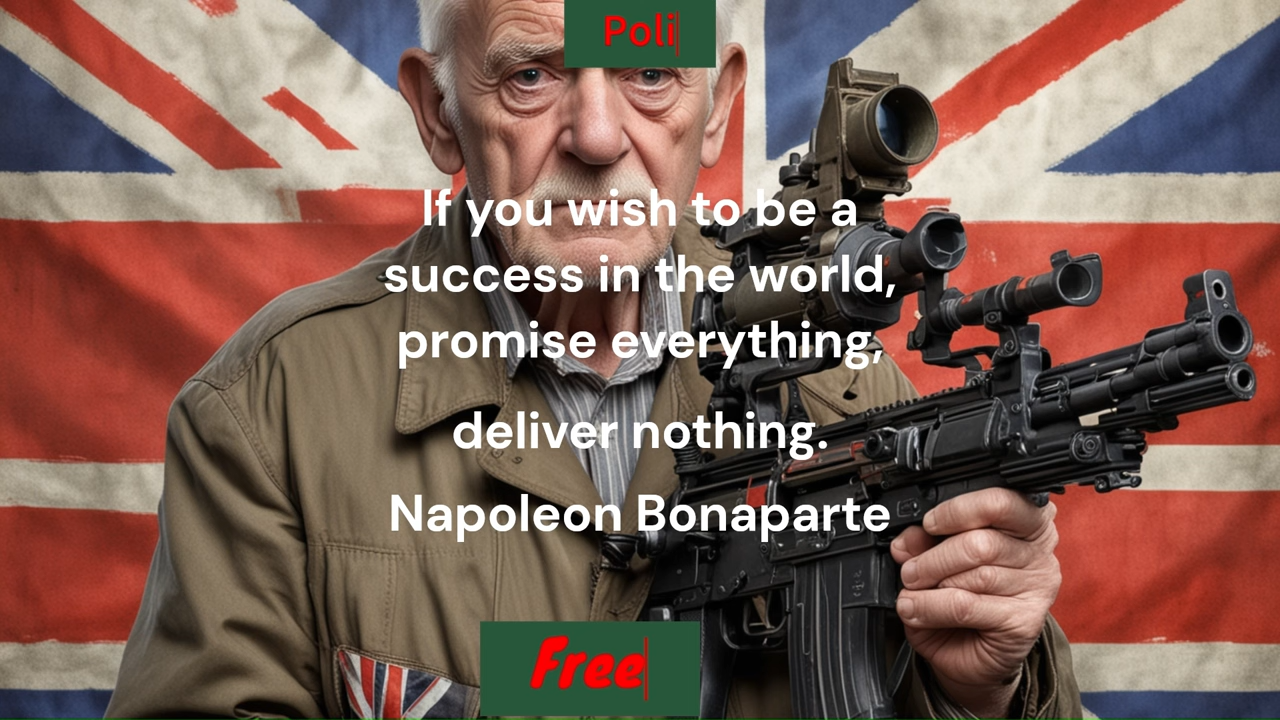 Poli
If you wish to be a
success in the world,
promise everything,
deliver nothing.
Napoleon Bonaparte
Free